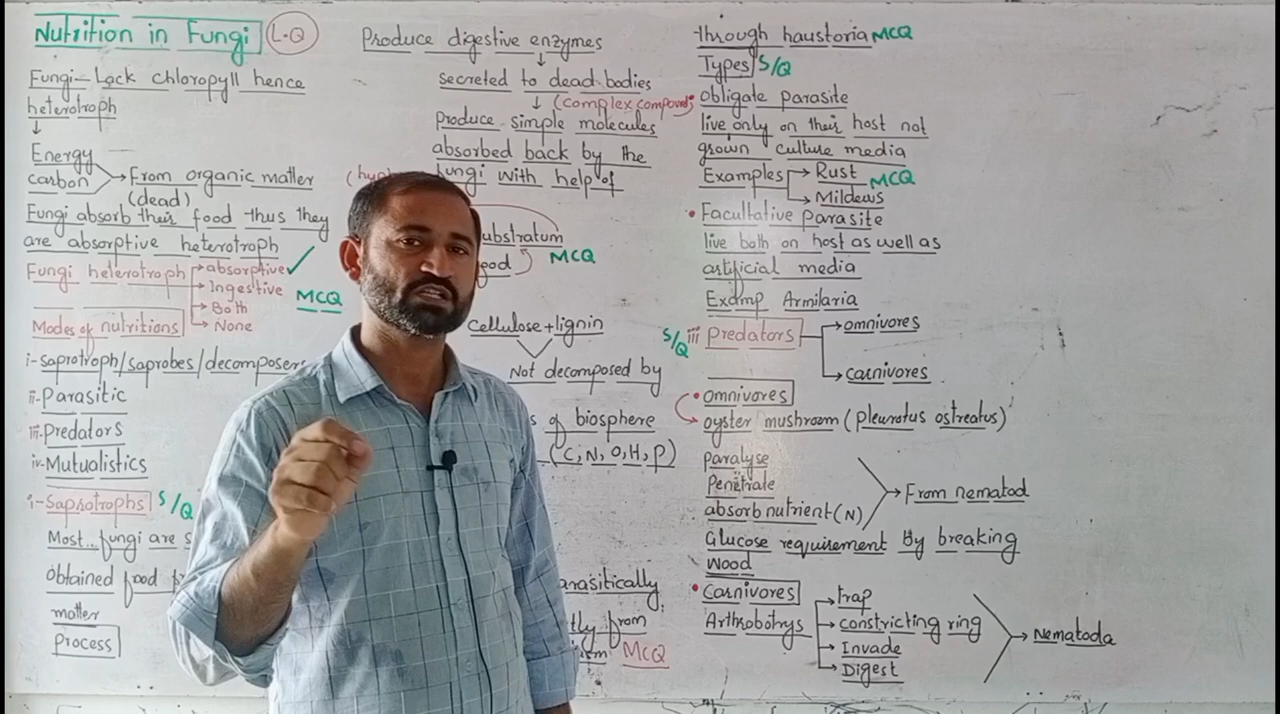 Nutrition in Fungi L.Q
Fungi-Lack chloropyll hence
heterotroph
Energy
carbon
From organic matter
(dead)
Fungi absorb their food thus they
are absorptive heterotroph
Fungi heterotroph
absorptive ✓
Ingestive
Both
None
MCQ
Modes of nutritions
i-saprotroph/saprobes/decomposers
ii-Parasitic
iii-Predators
iv-Mutualistics
i-Saprotrophs S/Q
Most fungi are s
obtained food
matter
Process
Produce digestive enzymes
secreted to dead bodies
(complex compound)
Produce simple molecules
absorbed back by the
fungi with help of
ubstratum
MCQ
ood
cellulose+lignin
Not decomposed by
s of biosphere
(C,N,O,H,P)
arasitically
tly from
MCQ
through haustoria MCQ
Types S/Q
• obligate parasite
live only on their host not
grown culture media
Examples
Rust
Mildews
MCQ
• Facultative parasite
live both on host as well as
artificial media
Examp Armilaria
S/Q iii Predators
omnivores
carnivores
• omnivores
oyster mushroom (pleurotus ostreatus)
paralyse
Penetrate
absorb nutrient (N)
From nematod
Glucose requirement By breaking
Wood
• Carnivores
Arthrobotrys
trap
constricting ring
Invade
Digest
Nematoda